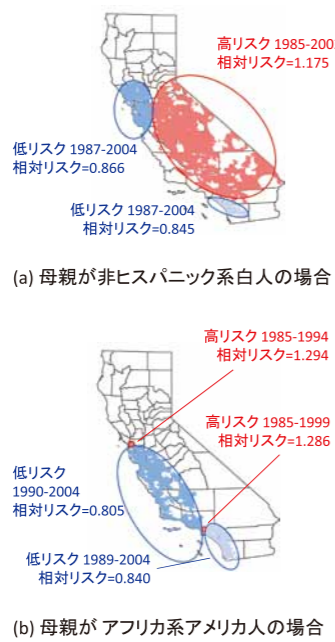 高リスク 1985-200
相対リスク=1.175
低リスク 1987-2004
相対リスク=0.866
低リスク 1987-2004
相対リスク=0.845
(a) 母親が非ヒスパニック系白人の場合
高リスク 1985-1994
相対リスク=1.294
高リスク 1985-1999
相対リスク=1.286
低リスク
1990-2004
相対リスク=0.805
低リスク 1989-2004
相対リスク=0.840
(b) 母親が アフリカ系アメリカ人の場合